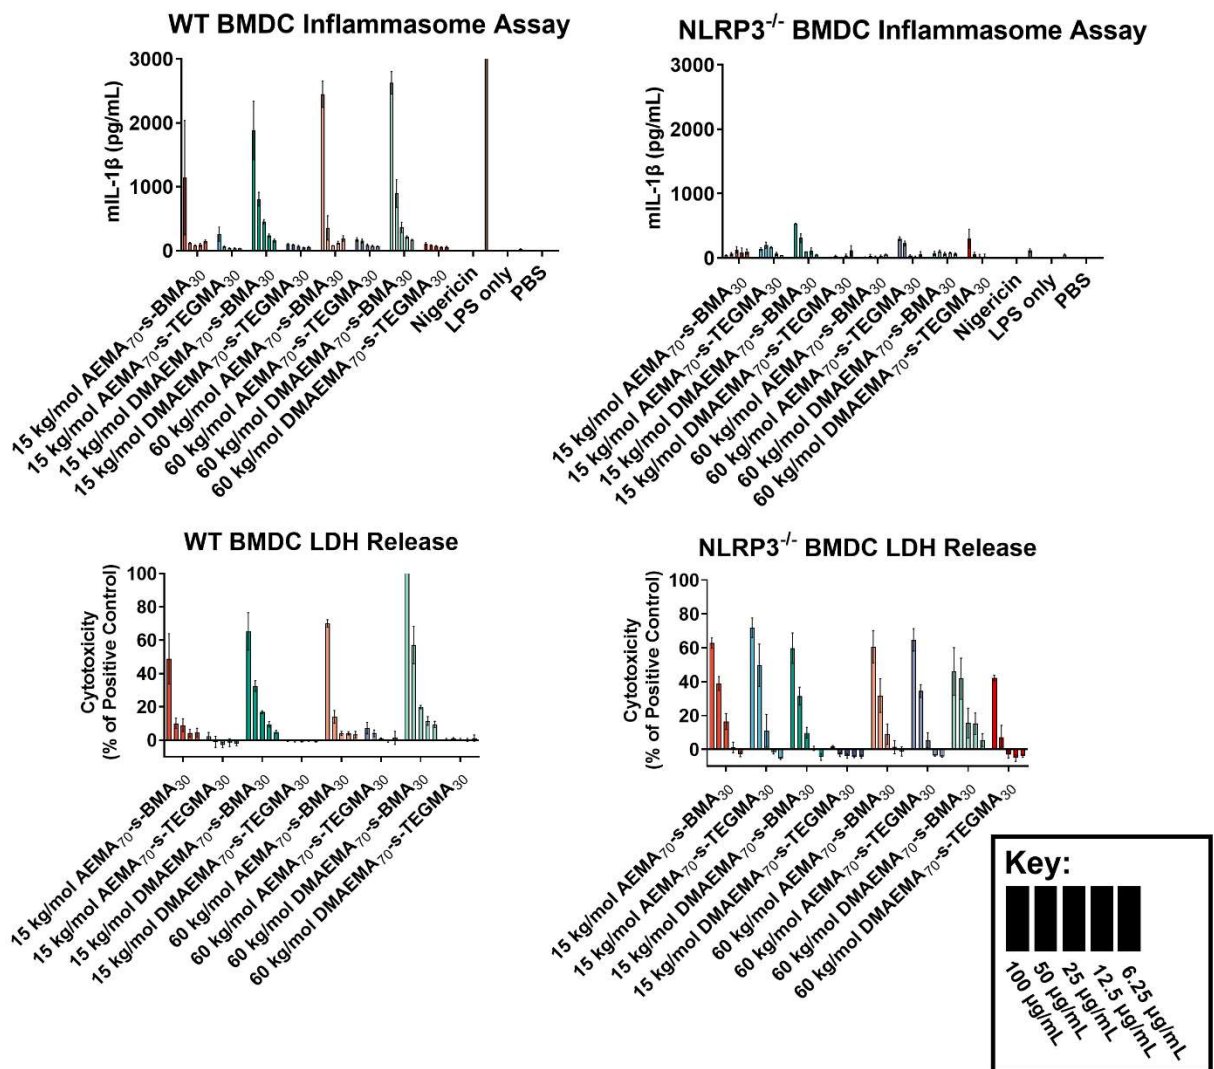 WT BMDC Inflammasome Assay
mIL-1β (pg/mL)
3000
2000
1000
0
15 kg/mol AEMA70-s-BMA30
15 kg/mol AEMA70-s-TEGMA30
15 kg/mol DMAEMA70-s-BMA30
15 kg/mol DMAEMA70-s-TEGMA30
60 kg/mol AEMA70-s-BMA30
60 kg/mol AEMA70-s-TEGMA30
60 kg/mol DMAEMA70-s-BMA30
60 kg/mol DMAEMA70-s-TEGMA30
Nigericin
LPS only
PBS
NLRP3-/- BMDC Inflammasome Assay
mIL-1β (pg/mL)
3000
2000
1000
0
15 kg/mol AEMA70-s-BMA30
15 kg/mol AEMA70-s-TEGMA30
15 kg/mol DMAEMA70-s-BMA30
15 kg/mol DMAEMA70-s-TEGMA30
60 kg/mol AEMA70-s-BMA30
60 kg/mol AEMA70-s-TEGMA30
60 kg/mol DMAEMA70-s-BMA30
60 kg/mol DMAEMA70-s-TEGMA30
Nigericin
LPS only
PBS
WT BMDC LDH Release
Cytotoxicity
(% of Positive Control)
100
80
60
40
20
0
15 kg/mol AEMA70-s-BMA30
15 kg/mol AEMA70-s-TEGMA30
15 kg/mol DMAEMA70-s-BMA30
15 kg/mol DMAEMA70-s-TEGMA30
60 kg/mol AEMA70-s-BMA30
60 kg/mol AEMA70-s-TEGMA30
60 kg/mol DMAEMA70-s-BMA30
60 kg/mol DMAEMA70-s-TEGMA30
NLRP3-/- BMDC LDH Release
Cytotoxicity
(% of Positive Control)
100
80
60
40
20
0
15 kg/mol AEMA70-s-BMA30
15 kg/mol AEMA70-s-TEGMA30
15 kg/mol DMAEMA70-s-BMA30
15 kg/mol DMAEMA70-s-TEGMA30
60 kg/mol AEMA70-s-BMA30
60 kg/mol AEMA70-s-TEGMA30
60 kg/mol DMAEMA70-s-BMA30
60 kg/mol DMAEMA70-s-TEGMA30
Key:
100 µg/mL
50 µg/mL
25 µg/mL
12.5 µg/mL
6.25 µg/mL